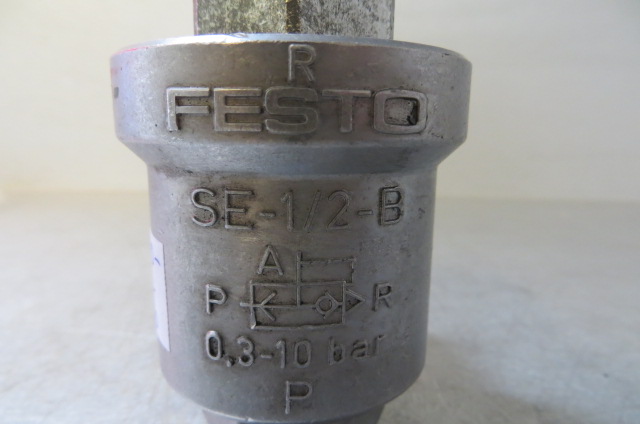 R
FESTO
SE-1/2-B
A
P R
0,3-10 bar
P